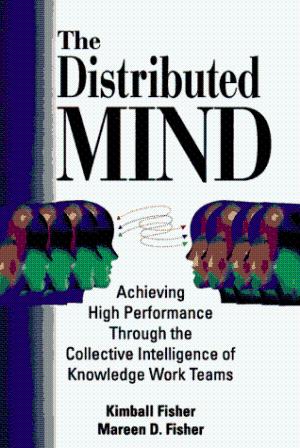 The
Distributed
MIND
Achieving
High Performance
Through the
Collective Intelligence of
Knowledge Work Teams
Kimball Fisher
Mareen D. Fisher